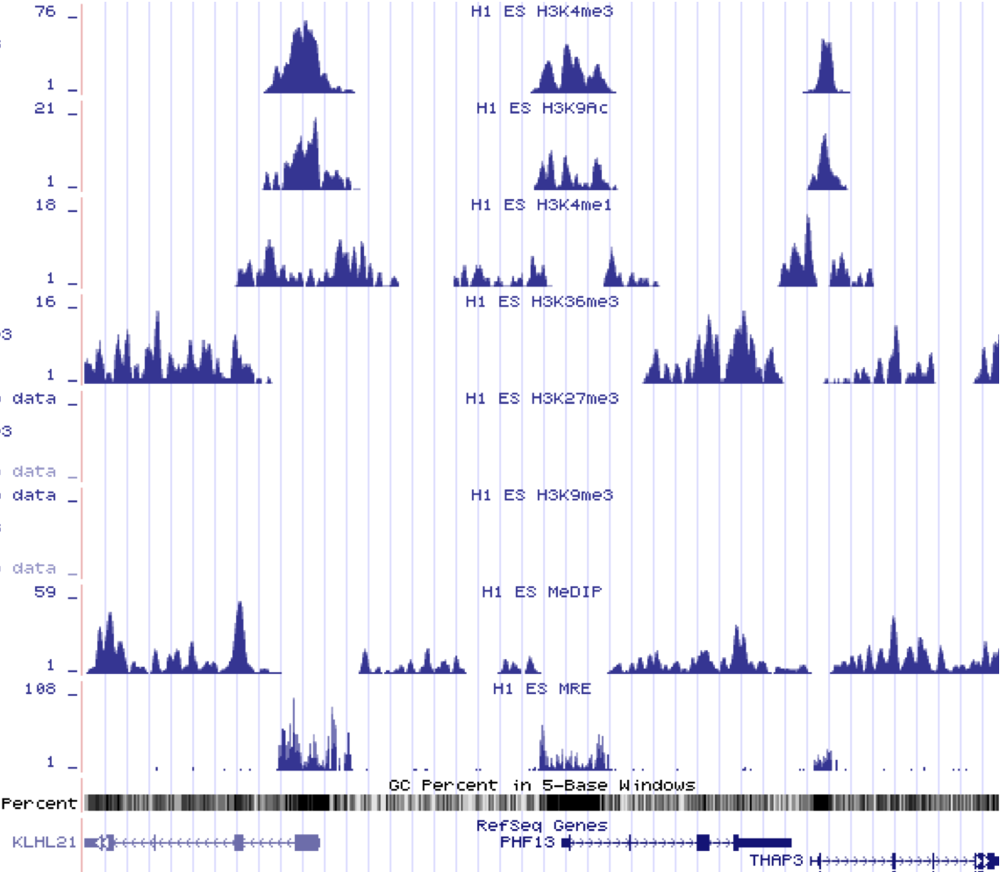 76 H1 ES H3K4me3
1
21 H1 ES H3K9Ac
1
18 H1 ES H3K4me1
1
16 H1 ES H3K36me3
1
data H1 ES H3K27me3
data
data H1 ES H3K9me3
data
59 H1 ES MeDIP
1
108 H1 ES MRE
1
GC Percent in 5-Base Windows
Percent
RefSeq Genes
KLHL21 PHF13
THAP3